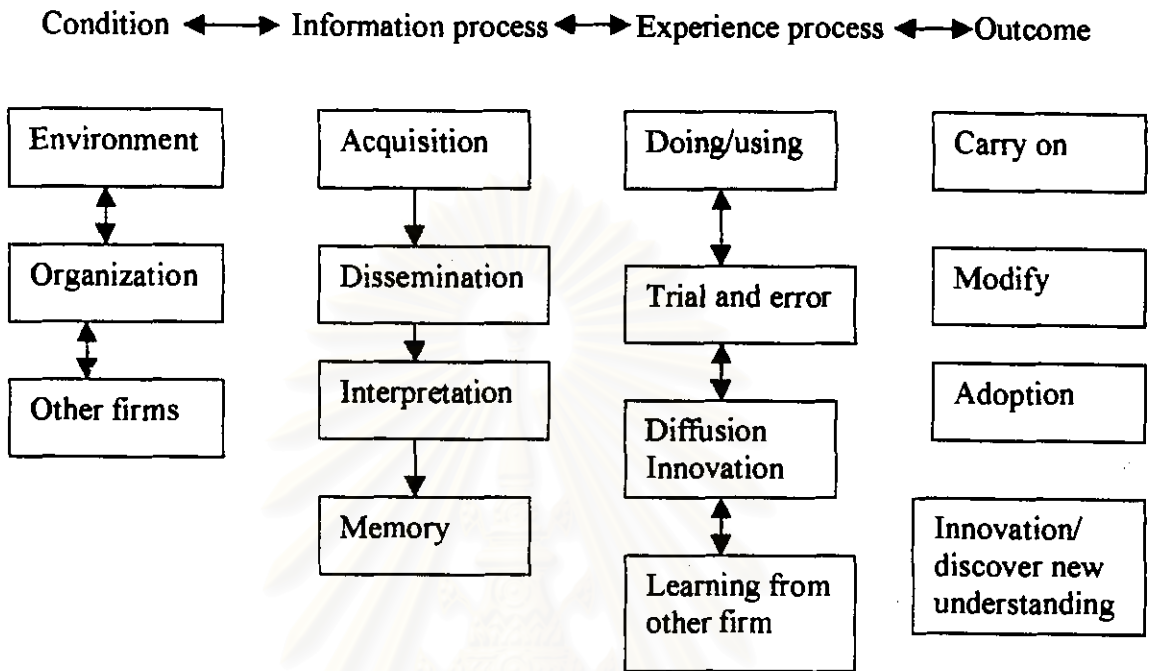 Condition Information process Experience process Outcome
Environment
Organization
Other firms
Acquisition
Dissemination
Interpretation
Memory
Doing/using
Trial and error
Diffusion
Innovation
Learning from
other firm
Carry on
Modify
Adoption
Innovation/
discover new
understanding